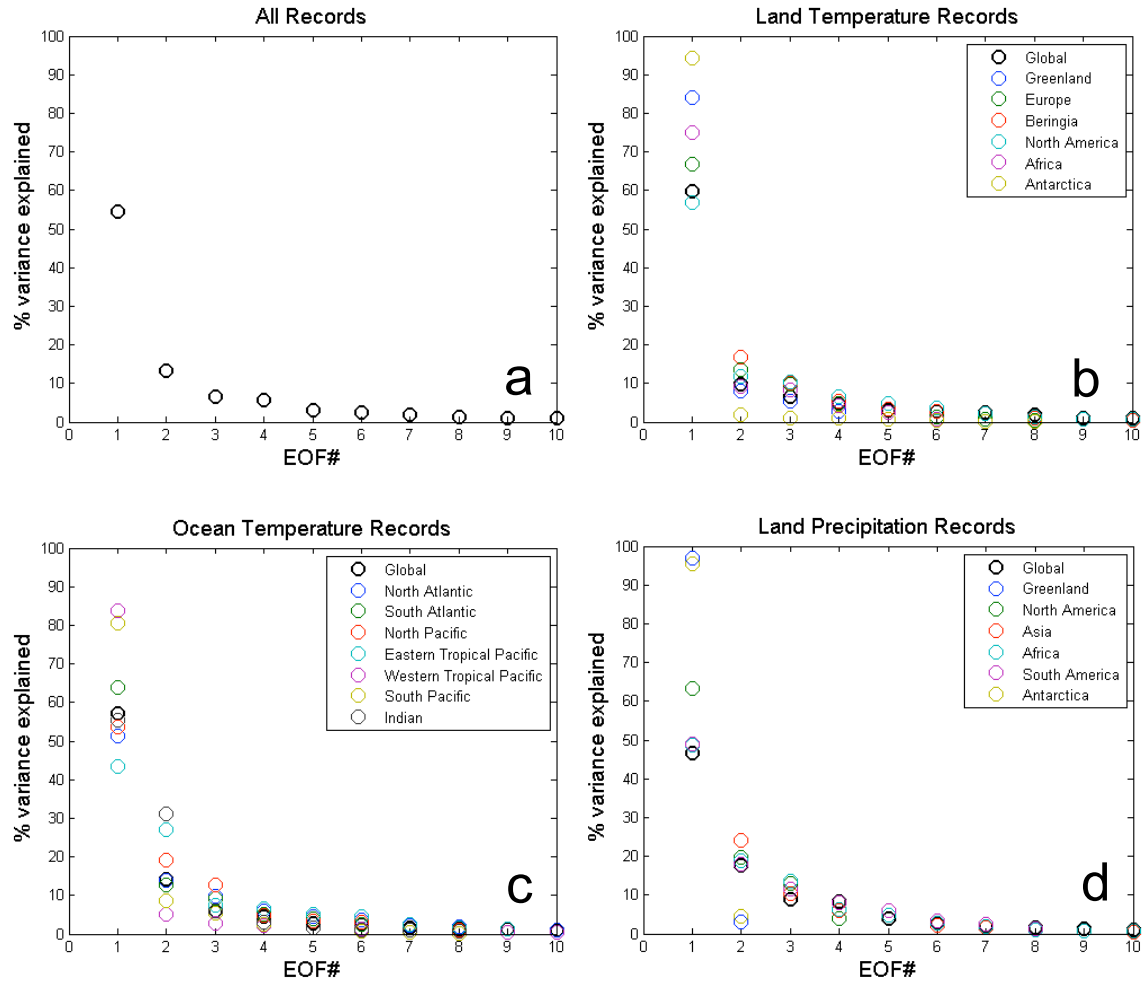 All Records
100
90
80
70
60
50
40
30
20
10
0
% variance explained
0 1 2 3 4 5 6 7 8 9 10
EOF#
a
Land Temperature Records
100
90
80
70
60
50
40
30
20
10
0
% variance explained
Global
Greenland
Europe
Beringia
North America
Africa
Antarctica
0 1 2 3 4 5 6 7 8 9 10
EOF#
b
Ocean Temperature Records
100
90
80
70
60
50
40
30
20
10
0
% variance explained
Global
North Atlantic
South Atlantic
North Pacific
Eastern Tropical Pacific
Western Tropical Pacific
South Pacific
Indian
0 1 2 3 4 5 6 7 8 9 10
EOF#
c
Land Precipitation Records
100
90
80
70
60
50
40
30
20
10
0
% variance explained
Global
Greenland
North America
Asia
Africa
South America
Antarctica
0 1 2 3 4 5 6 7 8 9 10
EOF#
d